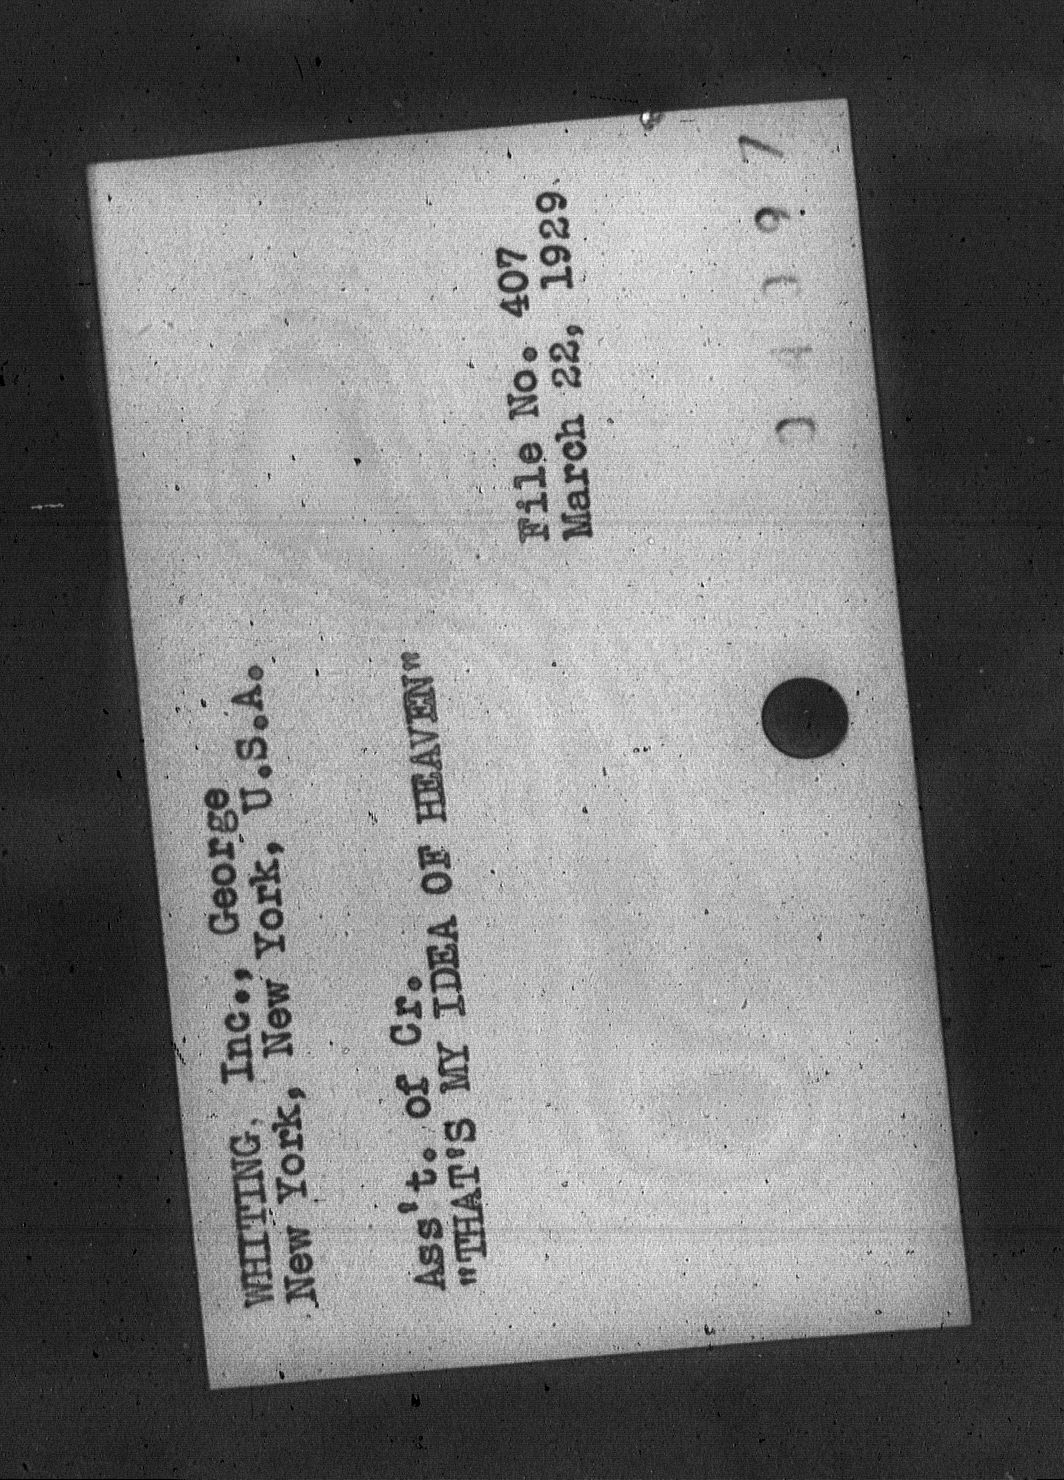 WHITING, Inc., George
New York, New York, U.S.A.
Ass't. of Cr.
"THAT'S MY IDEA OF HEAVEN"
File No. 407
March 22, 1929